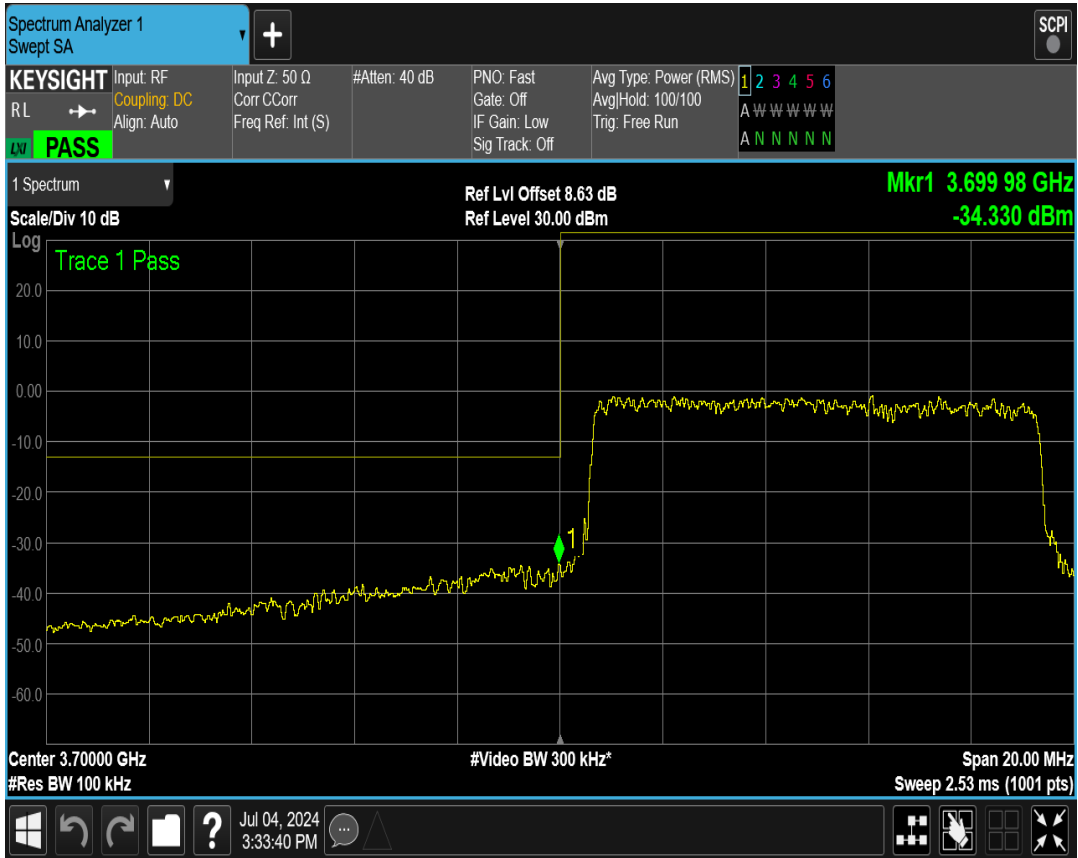 Spectrum Analyzer 1
Swept SA
+
SCPI
KEYSIGHT
RL
LXI PASS
Input: RF
Coupling: DC
Align: Auto
Input Z: 50 Ω
Corr CCorr
Freq Ref: Int (S)
#Atten: 40 dB
PNO: Fast
Gate: Off
IF Gain: Low
Sig Track: Off
Avg Type: Power (RMS)
Avg|Hold: 100/100
Trig: Free Run
1 2 3 4 5 6
A W W W W W
A N N N N N
1 Spectrum
Scale/Div 10 dB
Ref Lvl Offset 8.63 dB
Ref Level 30.00 dBm
Mkr1 3.699 98 GHz
-34.330 dBm
Log
Trace 1 Pass
20.0
10.0
0.00
-10.0
-20.0
-30.0
-40.0
-50.0
-60.0
1
Center 3.70000 GHz
#Res BW 100 kHz
#Video BW 300 kHz*
Span 20.00 MHz
Sweep 2.53 ms (1001 pts)
?
Jul 04, 2024
3:33:40 PM